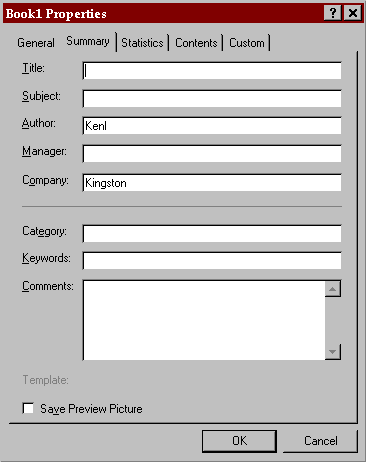 Book1 Properties
General Summary Statistics Contents Custom
Title:
Subject:
Author: Kenl
Manager:
Company: Kingston
Category:
Keywords:
Comments:
Template:
Save Preview Picture
OK Cancel